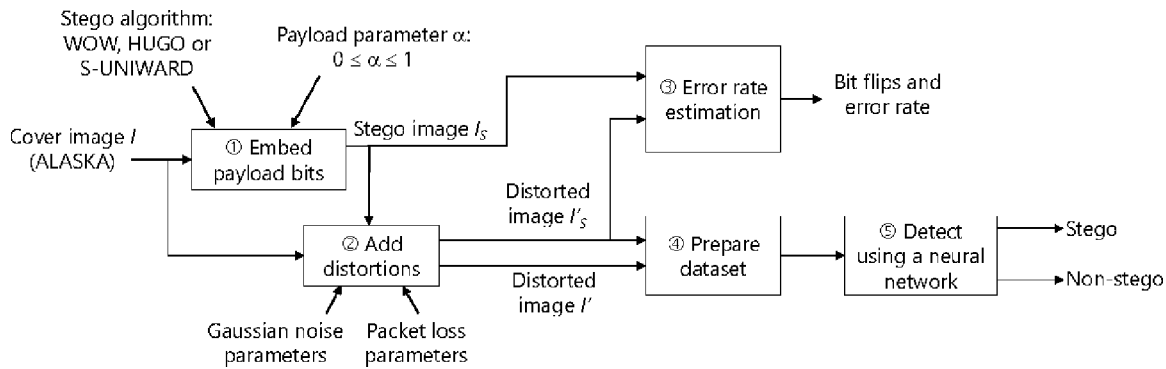 Stego algorithm:
WOW, HUGO or
S-UNIWARD
Payload parameter α:
0 ≤ α ≤ 1
Cover image I
(ALASKA)
① Embed
payload bits
Stego image I_S
③ Error rate
estimation
Bit flips and
error rate
Distorted
image I'_S
② Add
distortions
Distorted
image I'
④ Prepare
dataset
⑤ Detect
using a neural
network
Stego
Non-stego
Gaussian noise
parameters
Packet loss
parameters